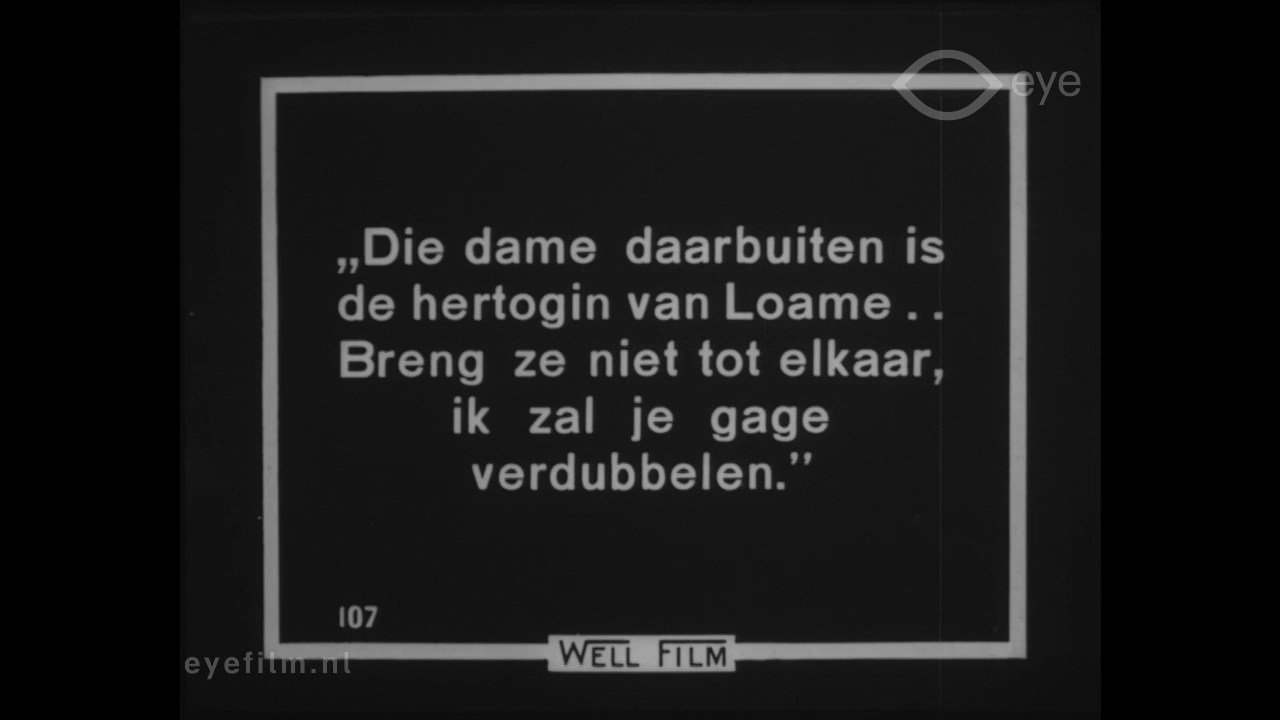 eye
„Die dame daarbuiten is
de hertogin van Loame . .
Breng ze niet tot elkaar,
ik zal je gage
verdubbelen.”
107
WELL FILM
eyefilm.nl